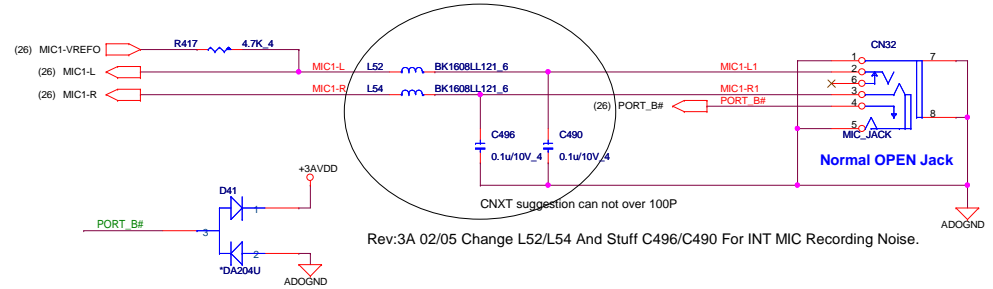 (26) MIC1-VREFO R417 4.7K_4
CN32
(26) MIC1-L MIC1-L L52 BK1608LL121_6 MIC1-L1
(26) MIC1-R MIC1-R L54 BK1608LL121_6 MIC1-R1
(26) PORT_B# PORT_B#
1
2
6
3
4
5
7
8
MIC_JACK
C496
0.1u/10V_4
C490
0.1u/10V_4
Normal OPEN Jack
CNXT suggestion can not over 100P
ADOGND
+3AVDD
D41
PORT_B#
3
1
2
*DA204U
ADOGND
Rev:3A 02/05 Change L52/L54 And Stuff C496/C490 For INT MIC Recording Noise.